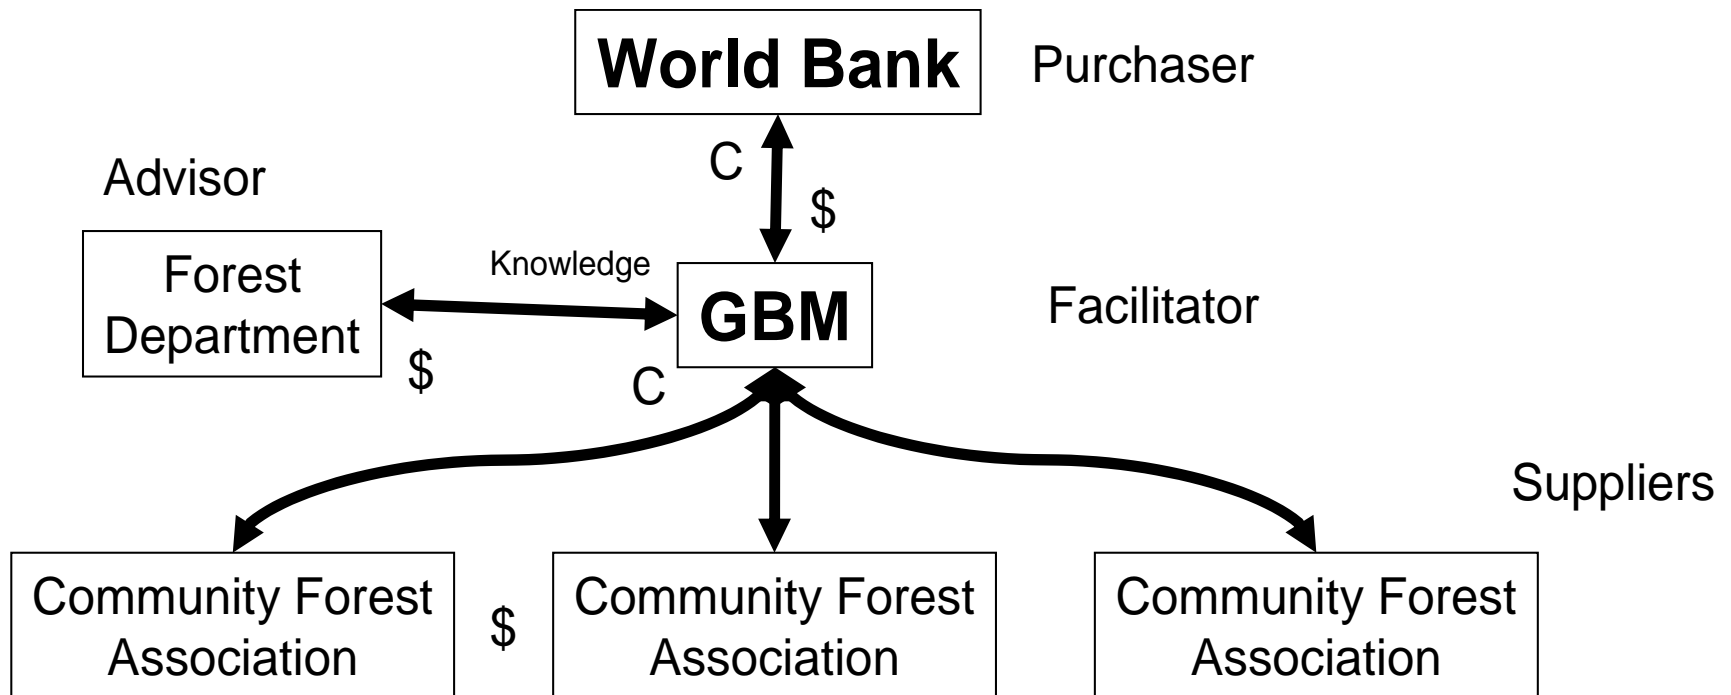 World Bank
Purchaser
C
$
Advisor
Forest
Department
Knowledge
GBM
Facilitator
$
C
Suppliers
Community Forest
Association
$
Community Forest
Association
Community Forest
Association